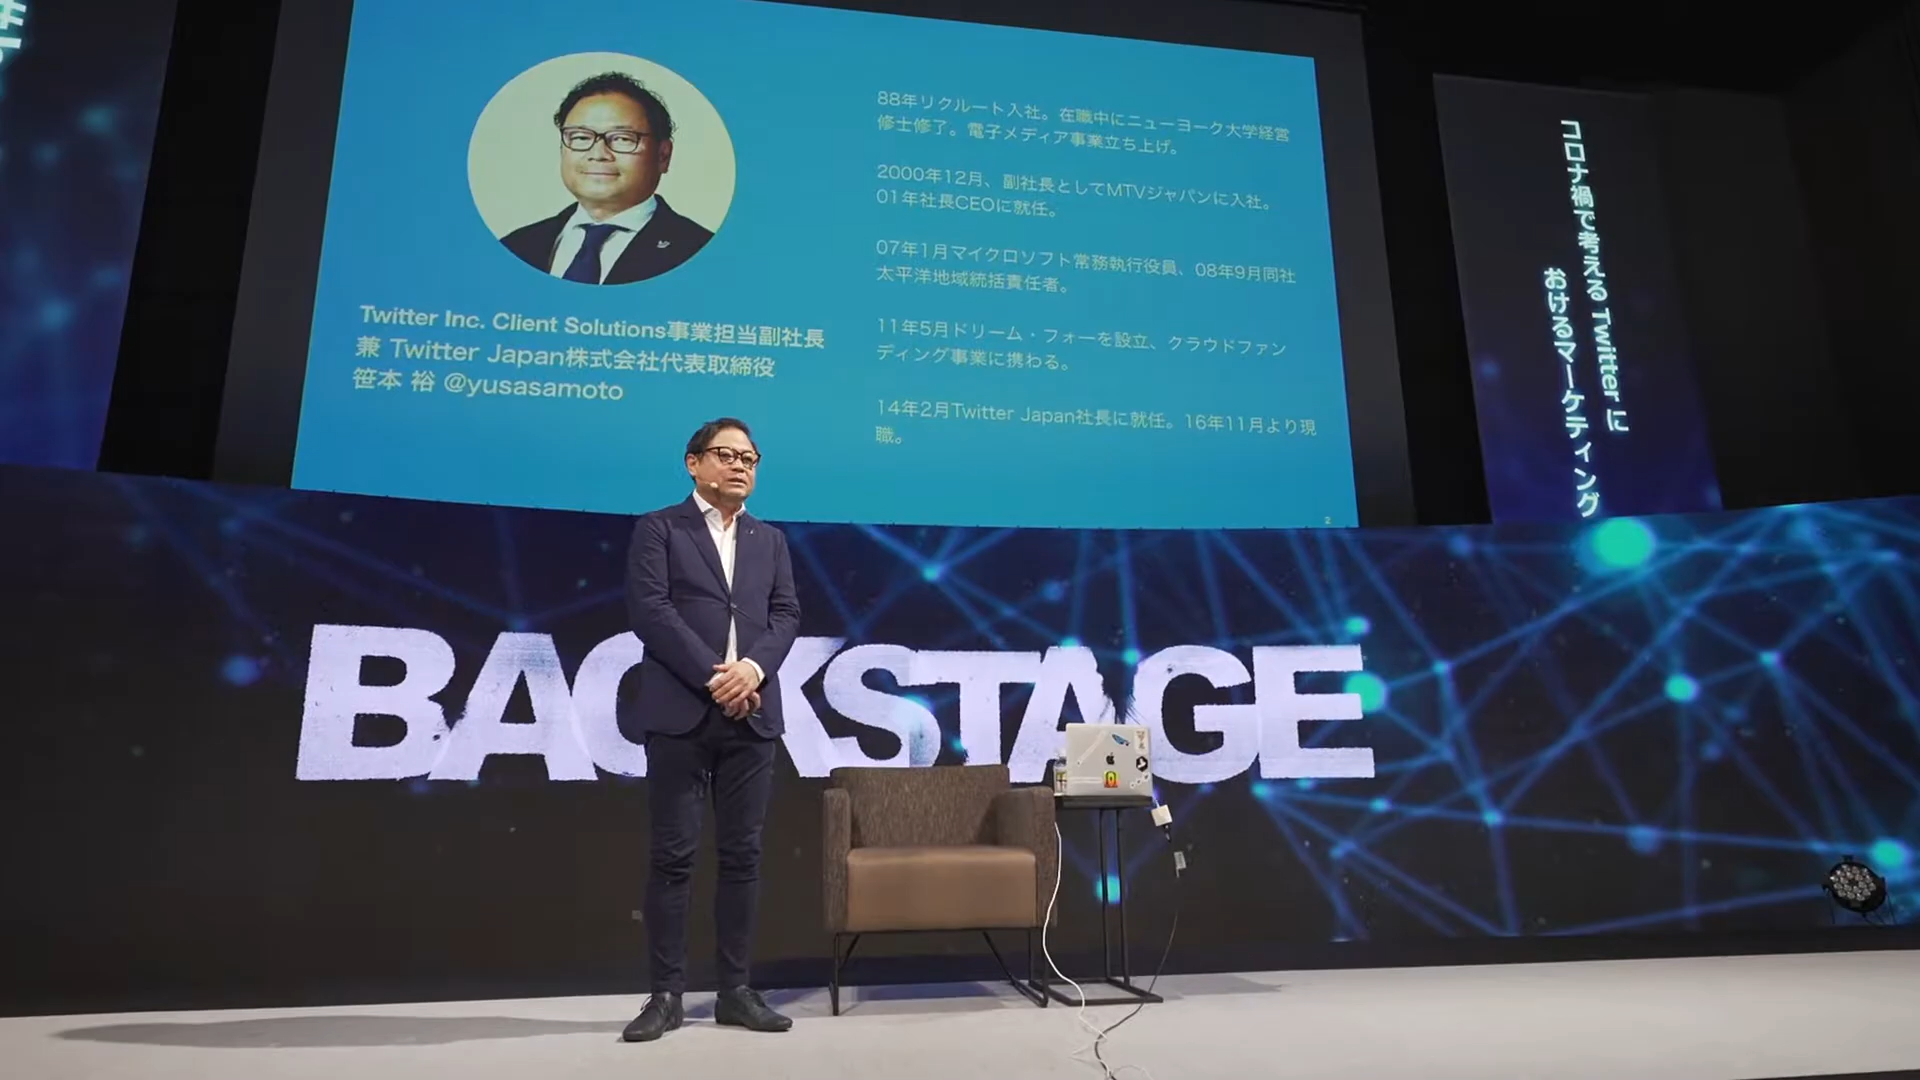 Twitter Inc. Client Solutions事業担当副社長
兼 Twitter Japan株式会社代表取締役
笹本 裕 @yusasamoto
88年リクルート入社。在職中にニューヨーク大学経営
修士修了。電子メディア事業立ち上げ。
2000年12月、副社長としてMTVジャパンに入社。
01年社長CEOに就任。
07年1月マイクロソフト常務執行役員、08年9月同社
太平洋地域統括責任者。
11年5月ドリーム・フォーを設立、クラウドファン
ディング事業に携わる。
14年2月Twitter Japan社長に就任。16年11月より現
職。
2
コロナ禍で考える Twitter に
おけるマーケティング
BACKSTAGE